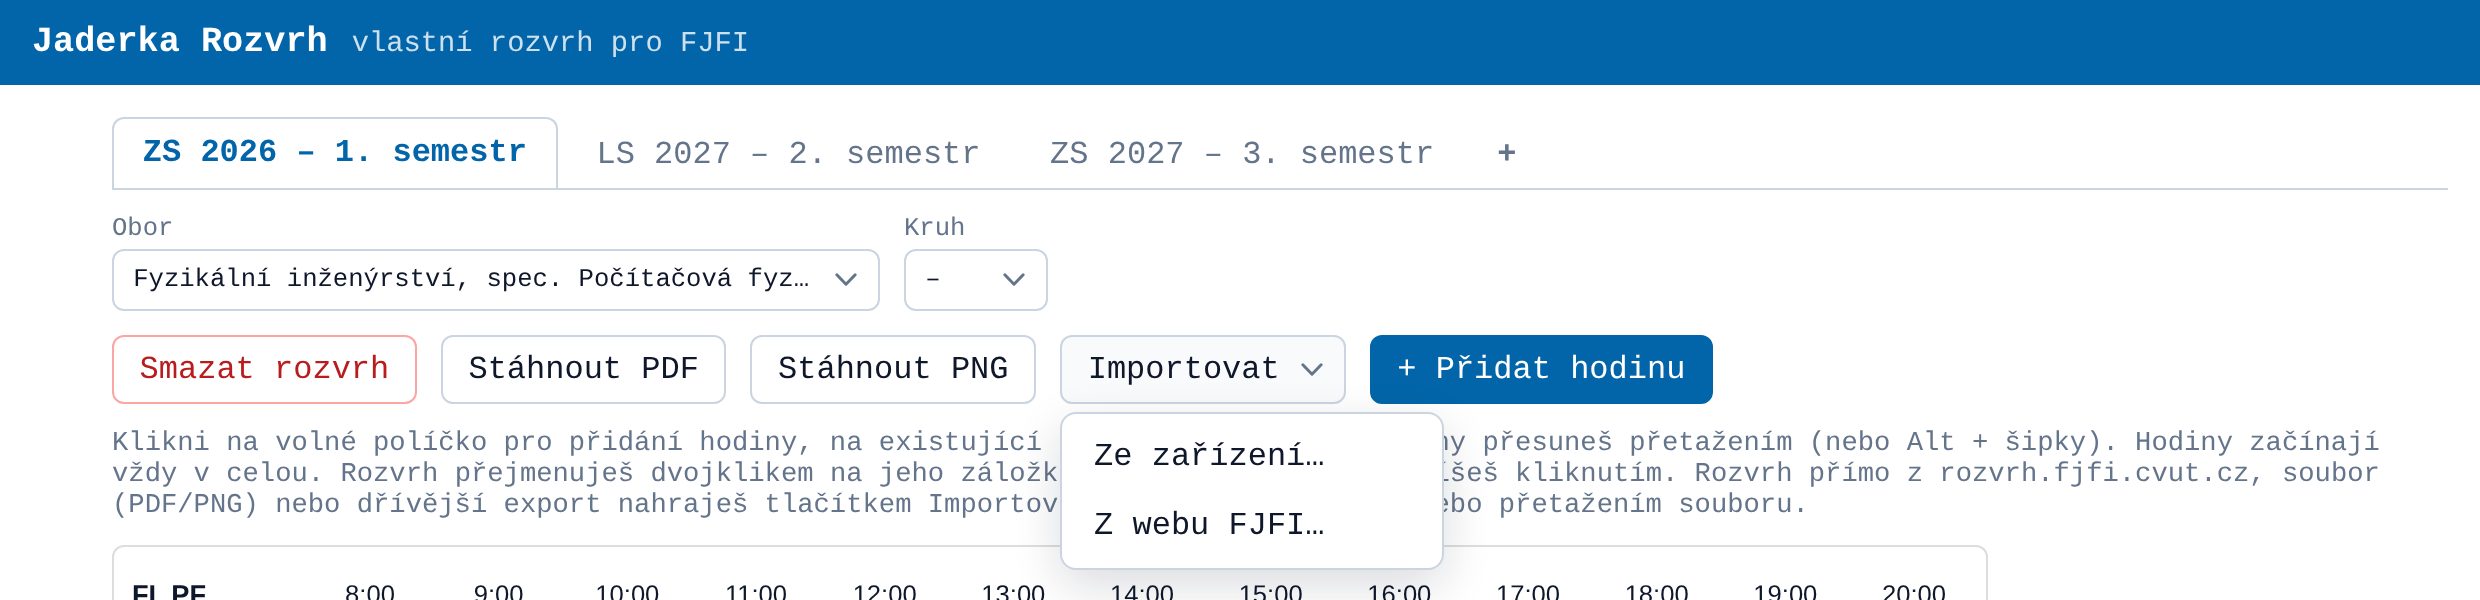 Jaderka Rozvrh vlastní rozvrh pro FJFI
ZS 2026 – 1. semestr LS 2027 – 2. semestr ZS 2027 – 3. semestr +
Obor Kruh
Fyzikální inženýrství, spec. Počítačová fyz… –
Smazat rozvrh Stáhnout PDF Stáhnout PNG Importovat + Přidat hodinu
Klikni na volné políčko pro přidání hodiny, na existující přesuneš přetažením (nebo Alt + šipky). Hodiny začínají
Ze zařízení…
vždy v celou. Rozvrh přejmenuješ dvojklikem na jeho kliknutím. Rozvrh přímo z rozvrh.fjfi.cvut.cz, soubor
(PDF/PNG) nebo dřívější export nahraješ tlačítkem přetažením souboru.
Z webu FJFI…
FI PF 8:00 9:00 10:00 11:00 12:00 13:00 14:00 15:00 16:00 17:00 18:00 19:00 20:00